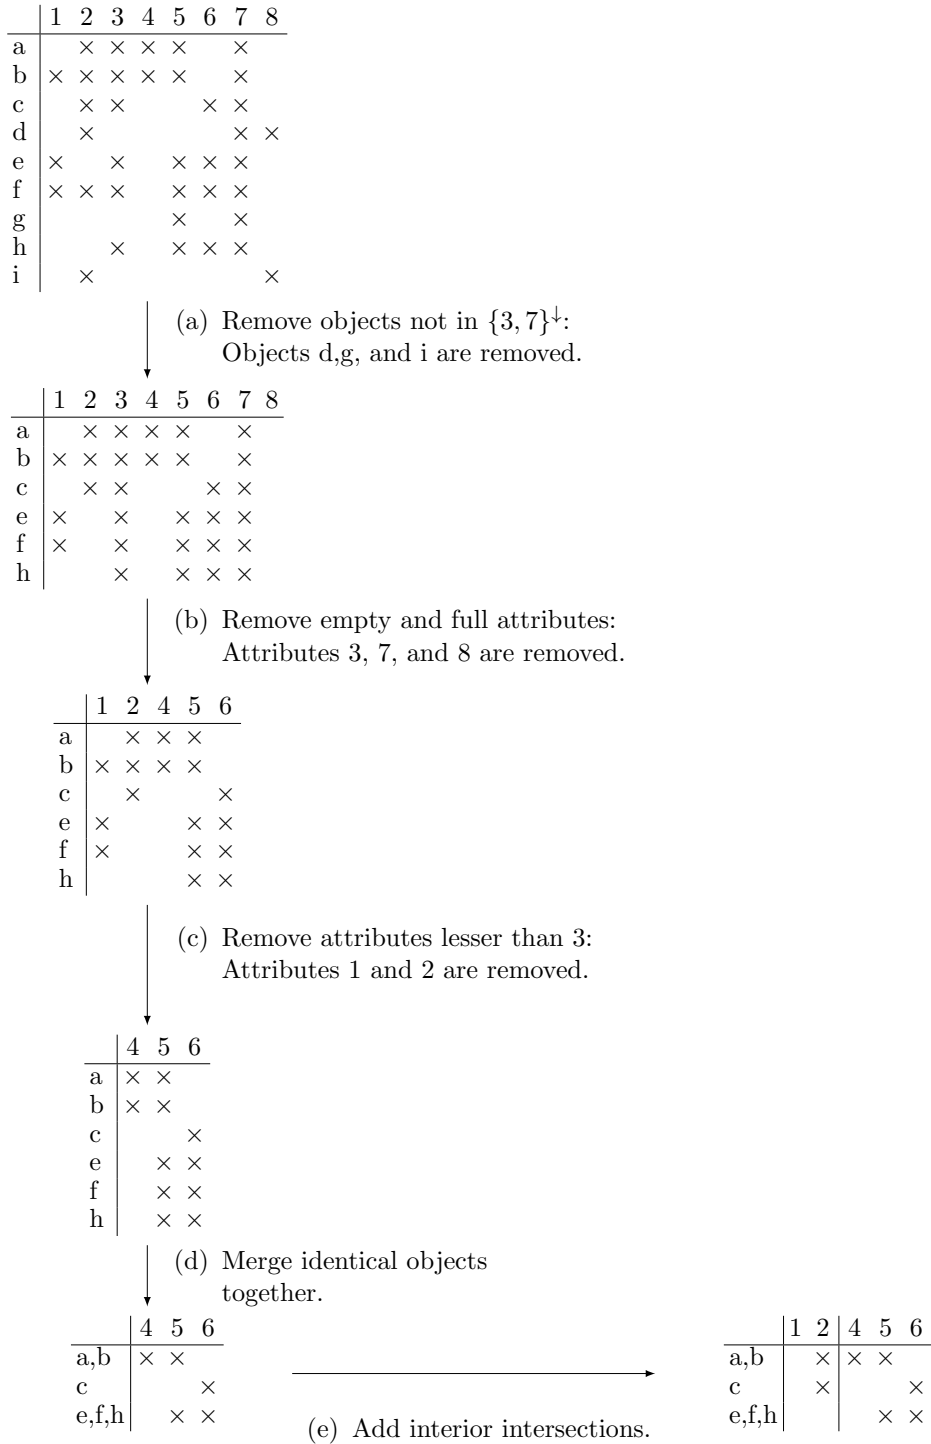 1 2 3 4 5 6 7 8
a × × × × ×
b × × × × × ×
c × × × ×
d × × ×
e × × × × ×
f × × × × × ×
g × ×
h × × × ×
i × ×
(a) Remove objects not in {3, 7}↓:
Objects d,g, and i are removed.
1 2 3 4 5 6 7 8
a × × × × ×
b × × × × × ×
c × × × ×
e × × × × ×
f × × × × ×
h × × × ×
(b) Remove empty and full attributes:
Attributes 3, 7, and 8 are removed.
1 2 4 5 6
a × × ×
b × × × ×
c × ×
e × × ×
f × × ×
h × ×
(c) Remove attributes lesser than 3:
Attributes 1 and 2 are removed.
4 5 6
a × ×
b × ×
c ×
e × ×
f × ×
h × ×
(d) Merge identical objects
together.
4 5 6
a,b × ×
c ×
e,f,h × ×
(e) Add interior intersections.
1 2 4 5 6
a,b × × ×
c × ×
e,f,h × ×